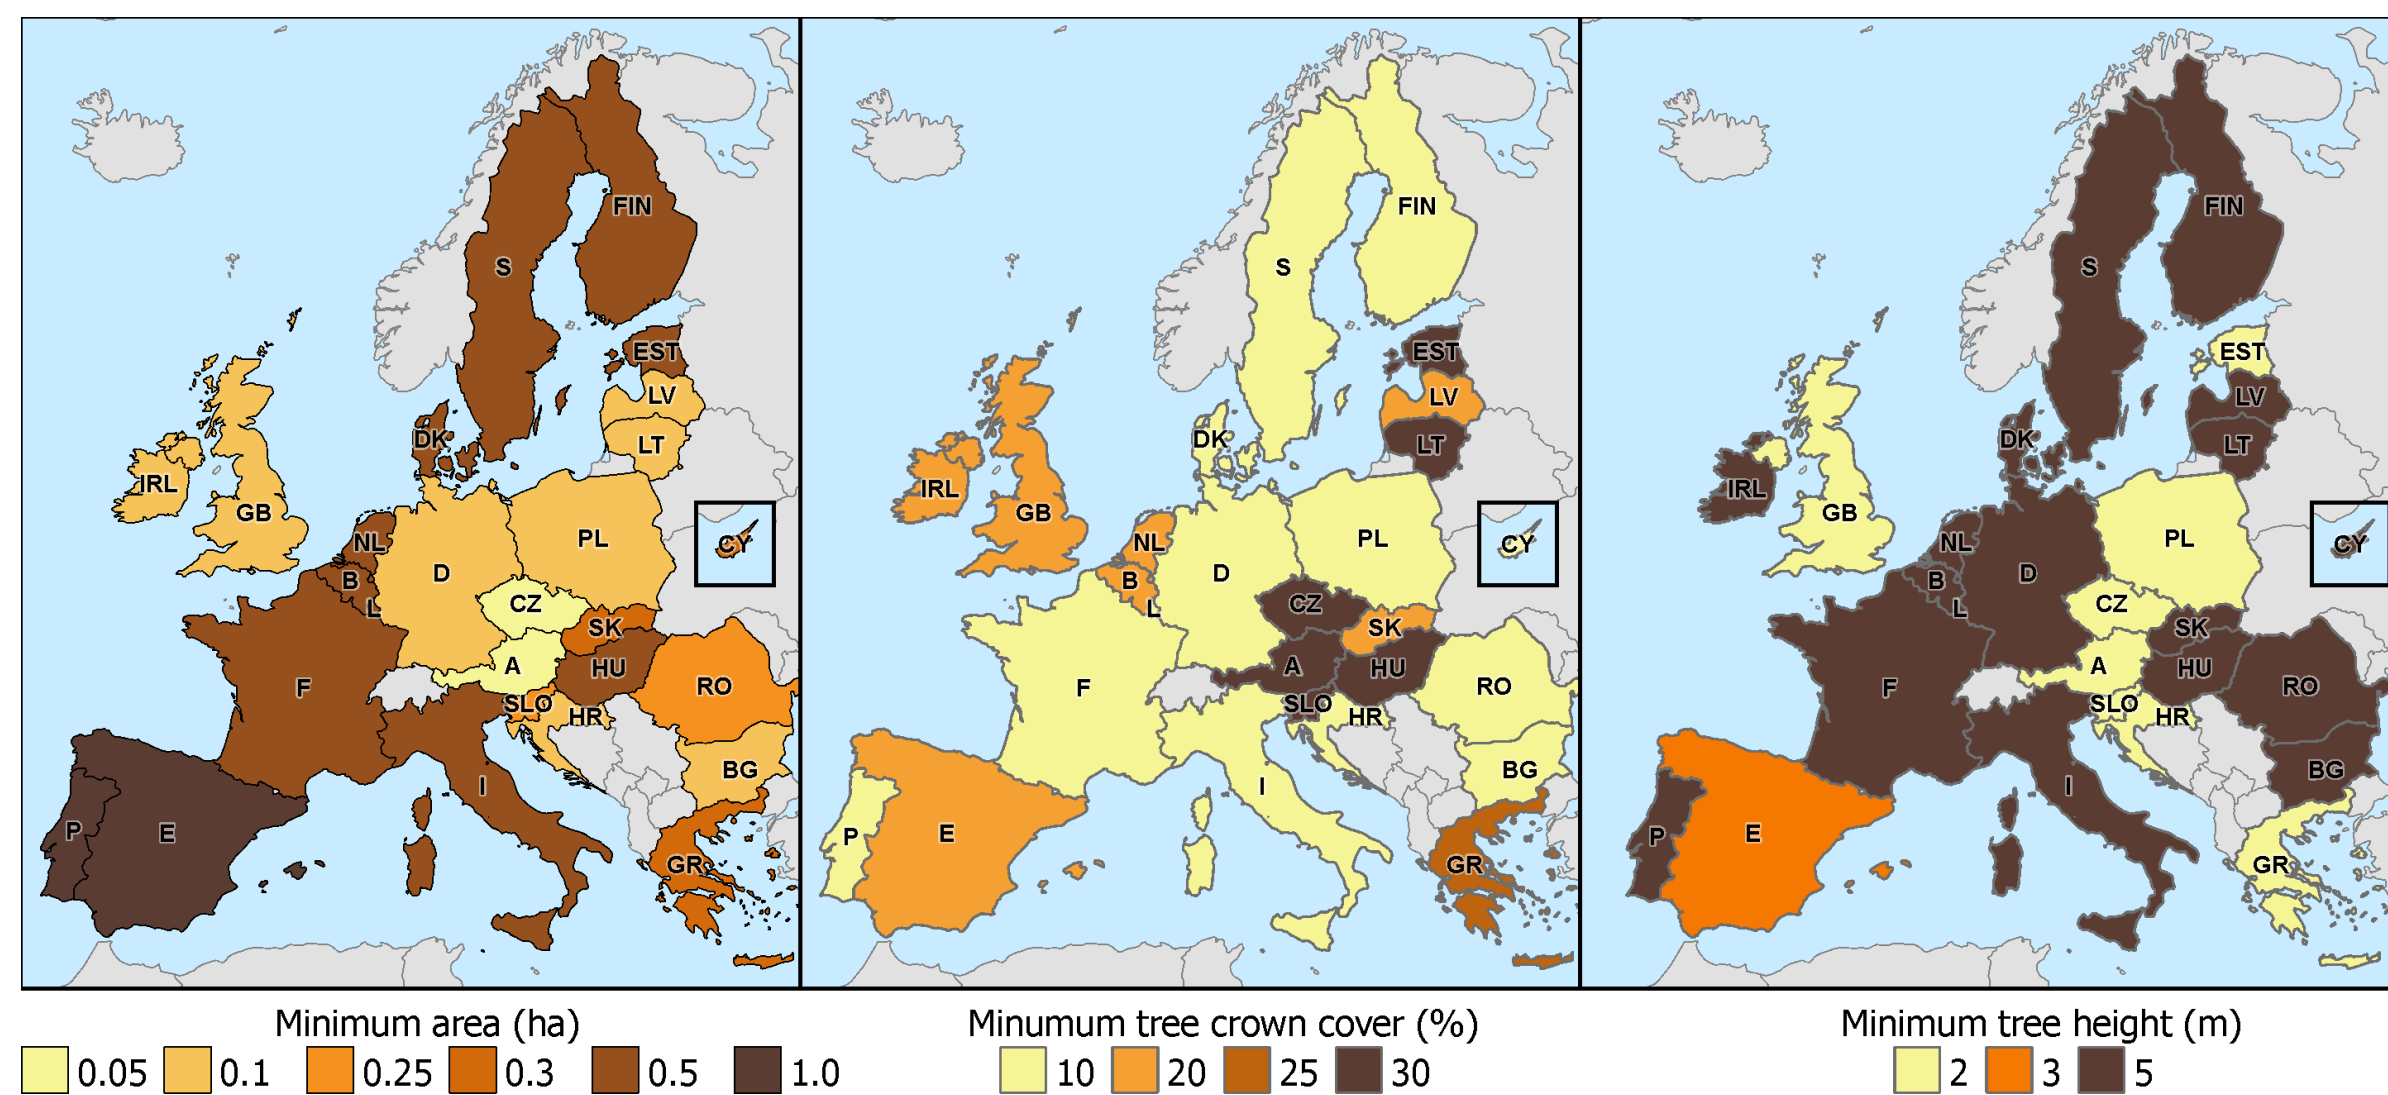 FIN
S
EST
LV
LT
DK
IRL
GB
NL
B
L
D
PL
CZ
SK
A
HU
SLO
HR
RO
BG
F
I
P
E
GR
CY
FIN
S
EST
LV
LT
DK
IRL
GB
NL
B
L
D
PL
CZ
SK
A
HU
SLO
HR
RO
BG
F
I
P
E
GR
CY
FIN
S
EST
LV
LT
DK
IRL
GB
NL
B
L
D
PL
CZ
SK
A
HU
SLO
HR
RO
BG
F
I
P
E
GR
CY
Minimum area (ha)
0.05 0.1 0.25 0.3 0.5 1.0
Minumum tree crown cover (%)
10 20 25 30
Minimum tree height (m)
2 3 5